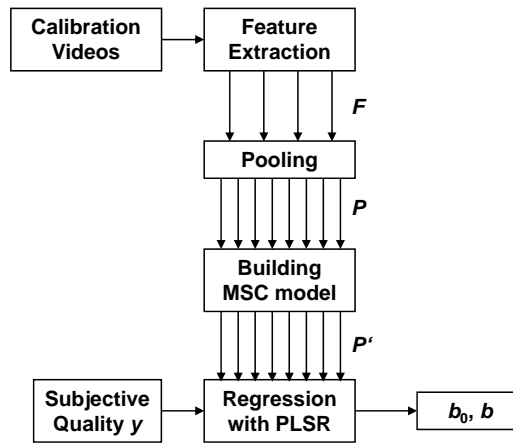 Calibration
Videos
Feature
Extraction
F
Pooling
P
Building
MSC model
P'
Subjective
Quality y
Regression
with PLSR
b0, b